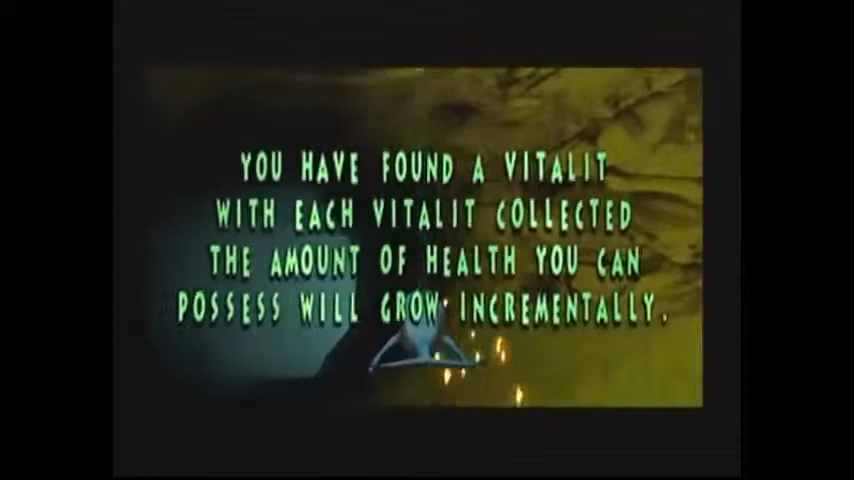 YOU HAVE FOUND A VITALIT
WITH EACH VITALIT COLLECTED
THE AMOUNT OF HEALTH YOU CAN
POSSESS WILL GROW INCREMENTALLY.